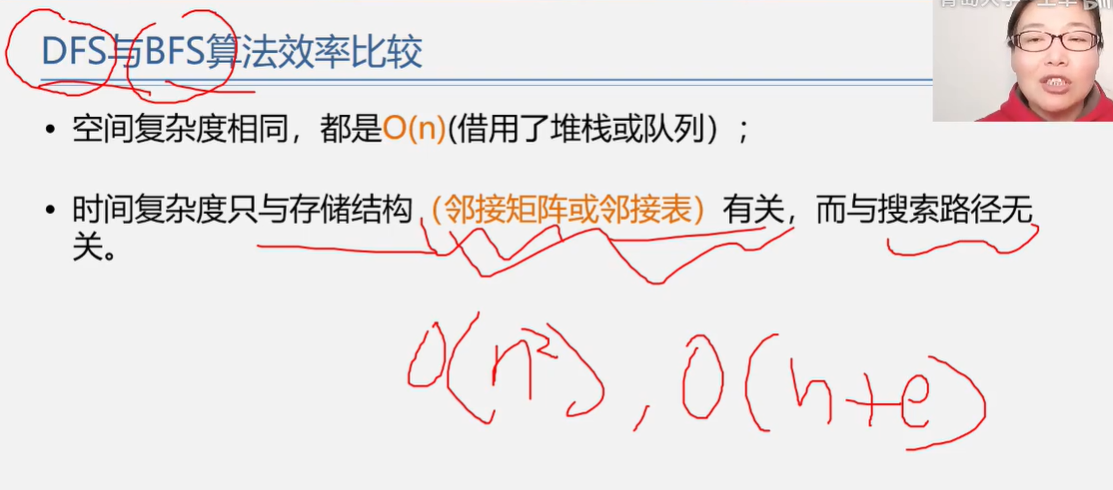 DFS与BFS算法效率比较
• 空间复杂度相同，都是O(n)(借用了堆栈或队列）；
• 时间复杂度只与存储结构（邻接矩阵或邻接表）有关，而与搜索路径无
关。
O(n²), O(n+e)